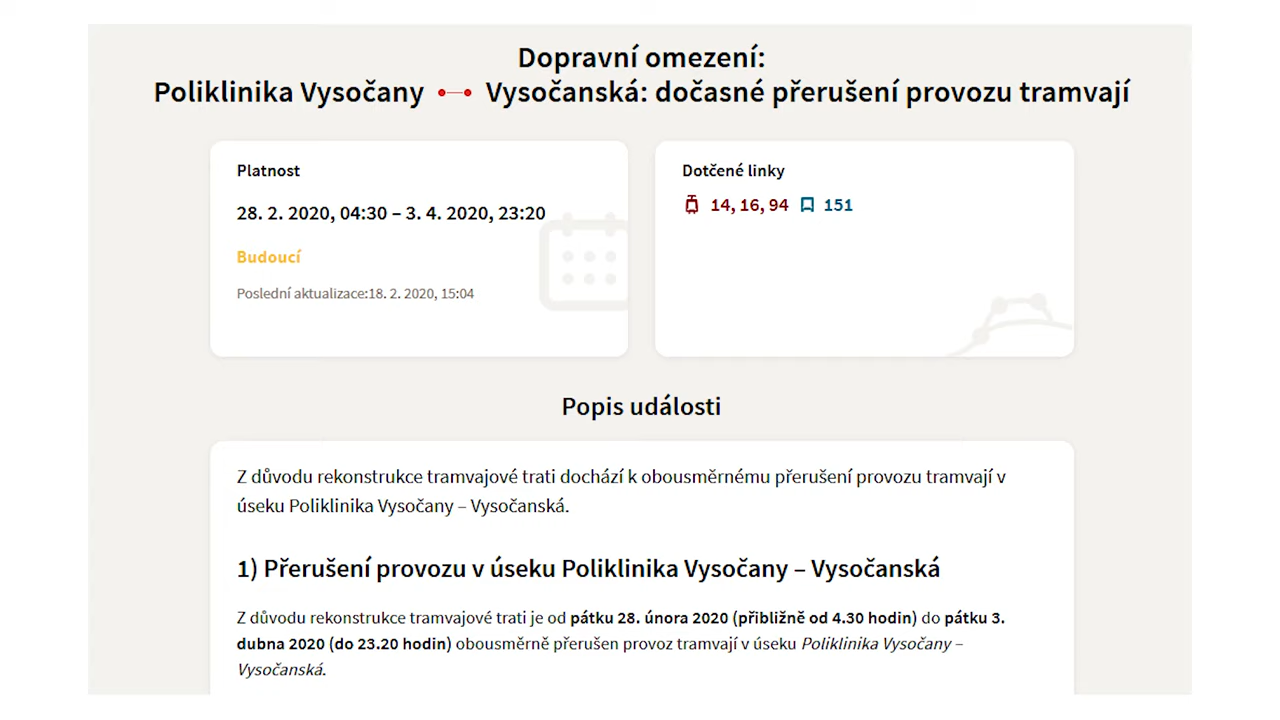 Dopravní omezení:
Poliklinika Vysočany Vysočanská: dočasné přerušení provozu tramvají
Platnost
28. 2. 2020, 04:30 – 3. 4. 2020, 23:20
Budoucí
Poslední aktualizace:18. 2. 2020, 15:04
Dotčené linky
14, 16, 94 151
Popis události
Z důvodu rekonstrukce tramvajové trati dochází k obousměrnému přerušení provozu tramvají v
úseku Poliklinika Vysočany – Vysočanská.
1) Přerušení provozu v úseku Poliklinika Vysočany – Vysočanská
Z důvodu rekonstrukce tramvajové trati je od pátku 28. února 2020 (přibližně od 4.30 hodin) do pátku 3.
dubna 2020 (do 23.20 hodin) obousměrně přerušen provoz tramvají v úseku Poliklinika Vysočany –
Vysočanská.